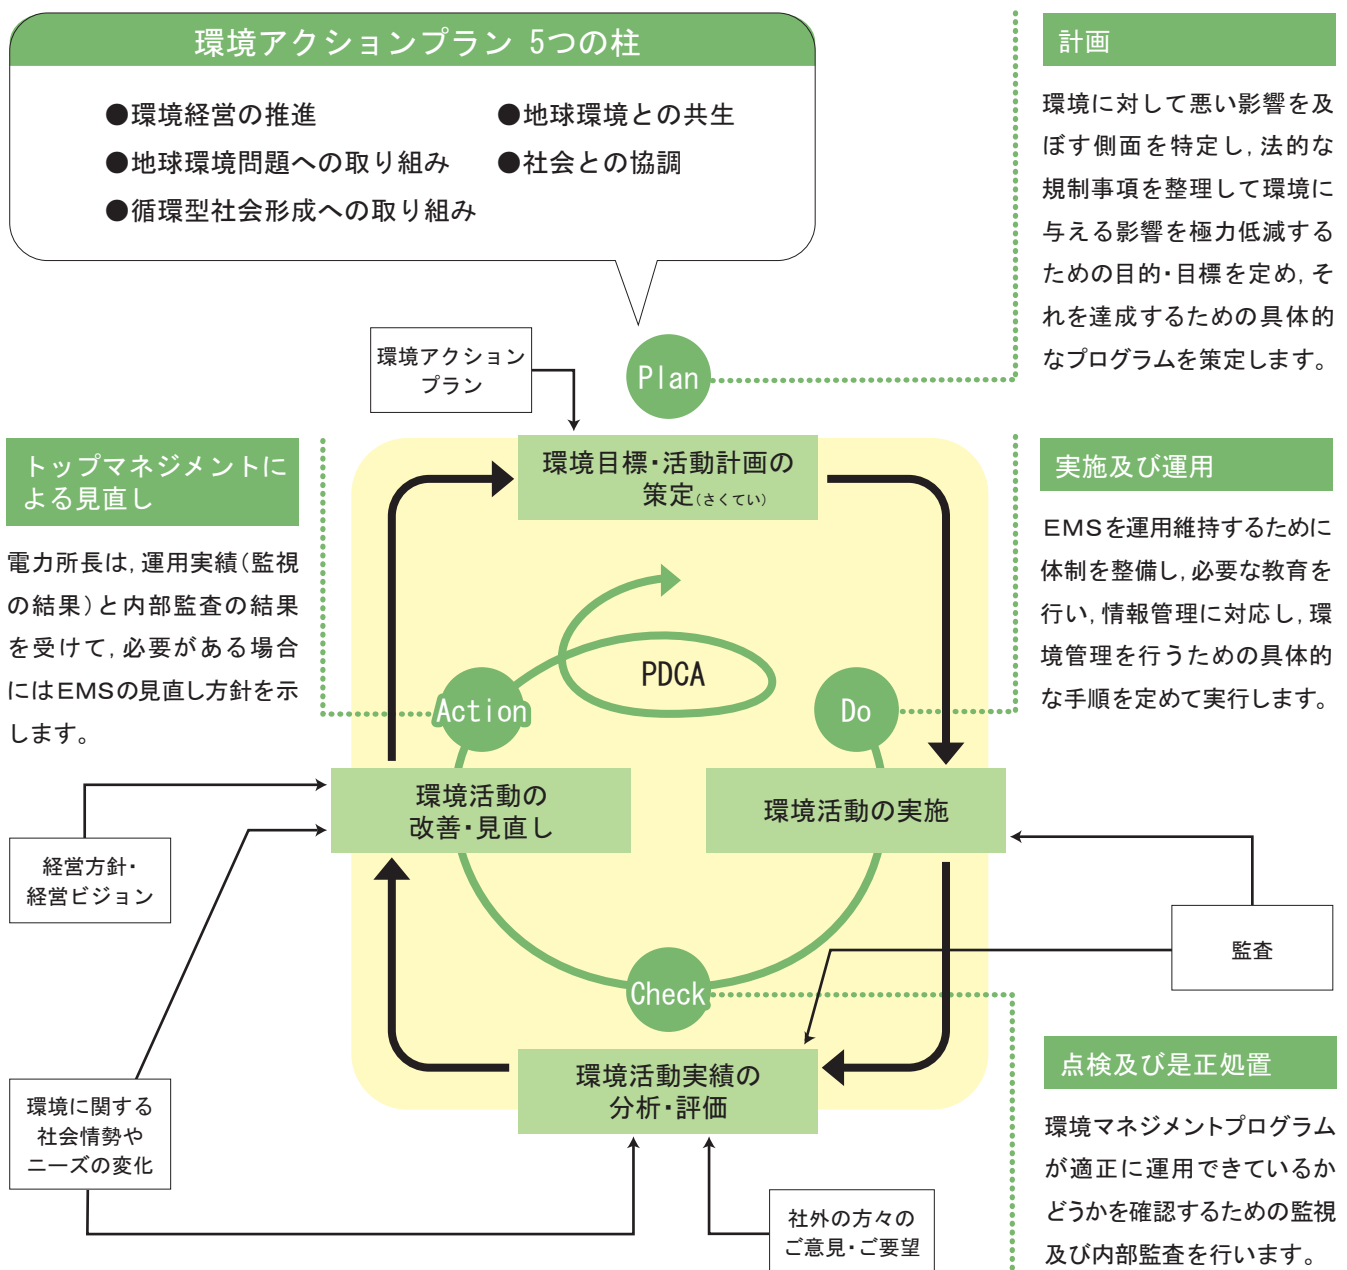 環境アクションプラン 5つの柱
●環境経営の推進
●地球環境問題への取り組み
●循環型社会形成への取り組み
●地球環境との共生
●社会との協調
計画
環境に対して悪い影響を及
ぼす側面を特定し,法的な
規制事項を整理して環境に
与える影響を極力低減する
ための目的・目標を定め,そ
れを達成するための具体的
なプログラムを策定します。
環境アクション
プラン
Plan
環境目標・活動計画の
策定(さくてい)
トップマネジメントに
よる見直し
電力所長は,運用実績(監視
の結果)と内部監査の結果
を受けて,必要がある場合
にはEMSの見直し方針を示
します。
実施及び運用
EMSを運用維持するために
体制を整備し,必要な教育を
行い,情報管理に対応し,環
境管理を行うための具体的
な手順を定めて実行します。
PDCA
Action
Do
環境活動の
改善・見直し
環境活動の実施
経営方針・
経営ビジョン
監査
Check
環境活動実績の
分析・評価
点検及び是正処置
環境マネジメントプログラム
が適正に運用できているか
どうかを確認するための監視
及び内部監査を行います。
環境に関する
社会情勢や
ニーズの変化
社外の方々の
ご意見・ご要望